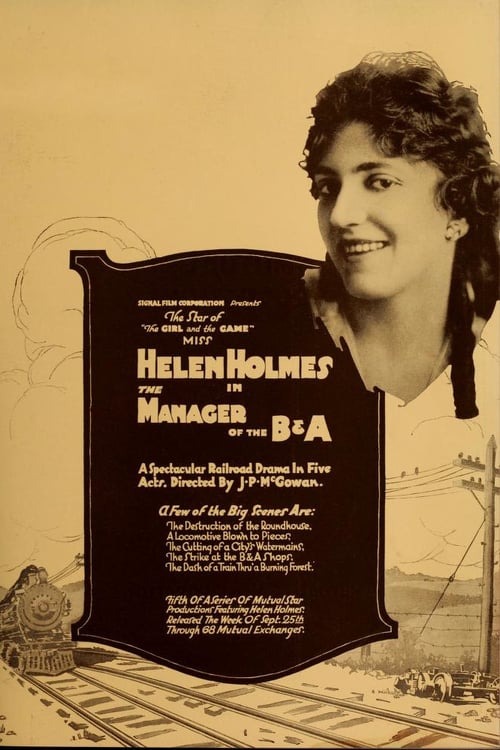 SIGNAL FILM CORPORATION Presents
The Star of
"The GIRL and the GAME"
MISS
HELEN HOLMES
IN
THE
MANAGER
OF THE B&A
A Spectacular Railroad Drama In Five
Acts. Directed By J·P·McGowan.
A Few of the Big Scenes Are:
The Destruction of the Roundhouse,
A Locomotive Blown to Pieces,
The Cutting of a City's Watermains,
The Strike at the B&A Shops,
The Dash of a Train Thru' a Burning Forest.
Fifth Of A Series Of Mutual Star
Productions Featuring Helen Holmes.
Released The Week Of Sept. 25th
Through 68 Mutual Exchanges.